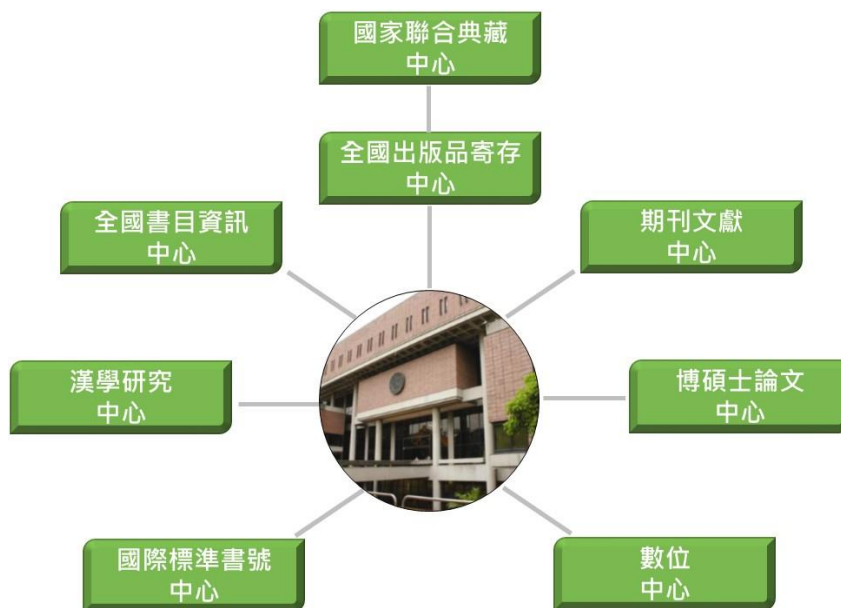 國家聯合典藏
中心
全國出版品寄存
中心
全國書目資訊
中心
期刊文獻
中心
漢學研究
中心
博碩士論文
中心
國際標準書號
中心
數位
中心